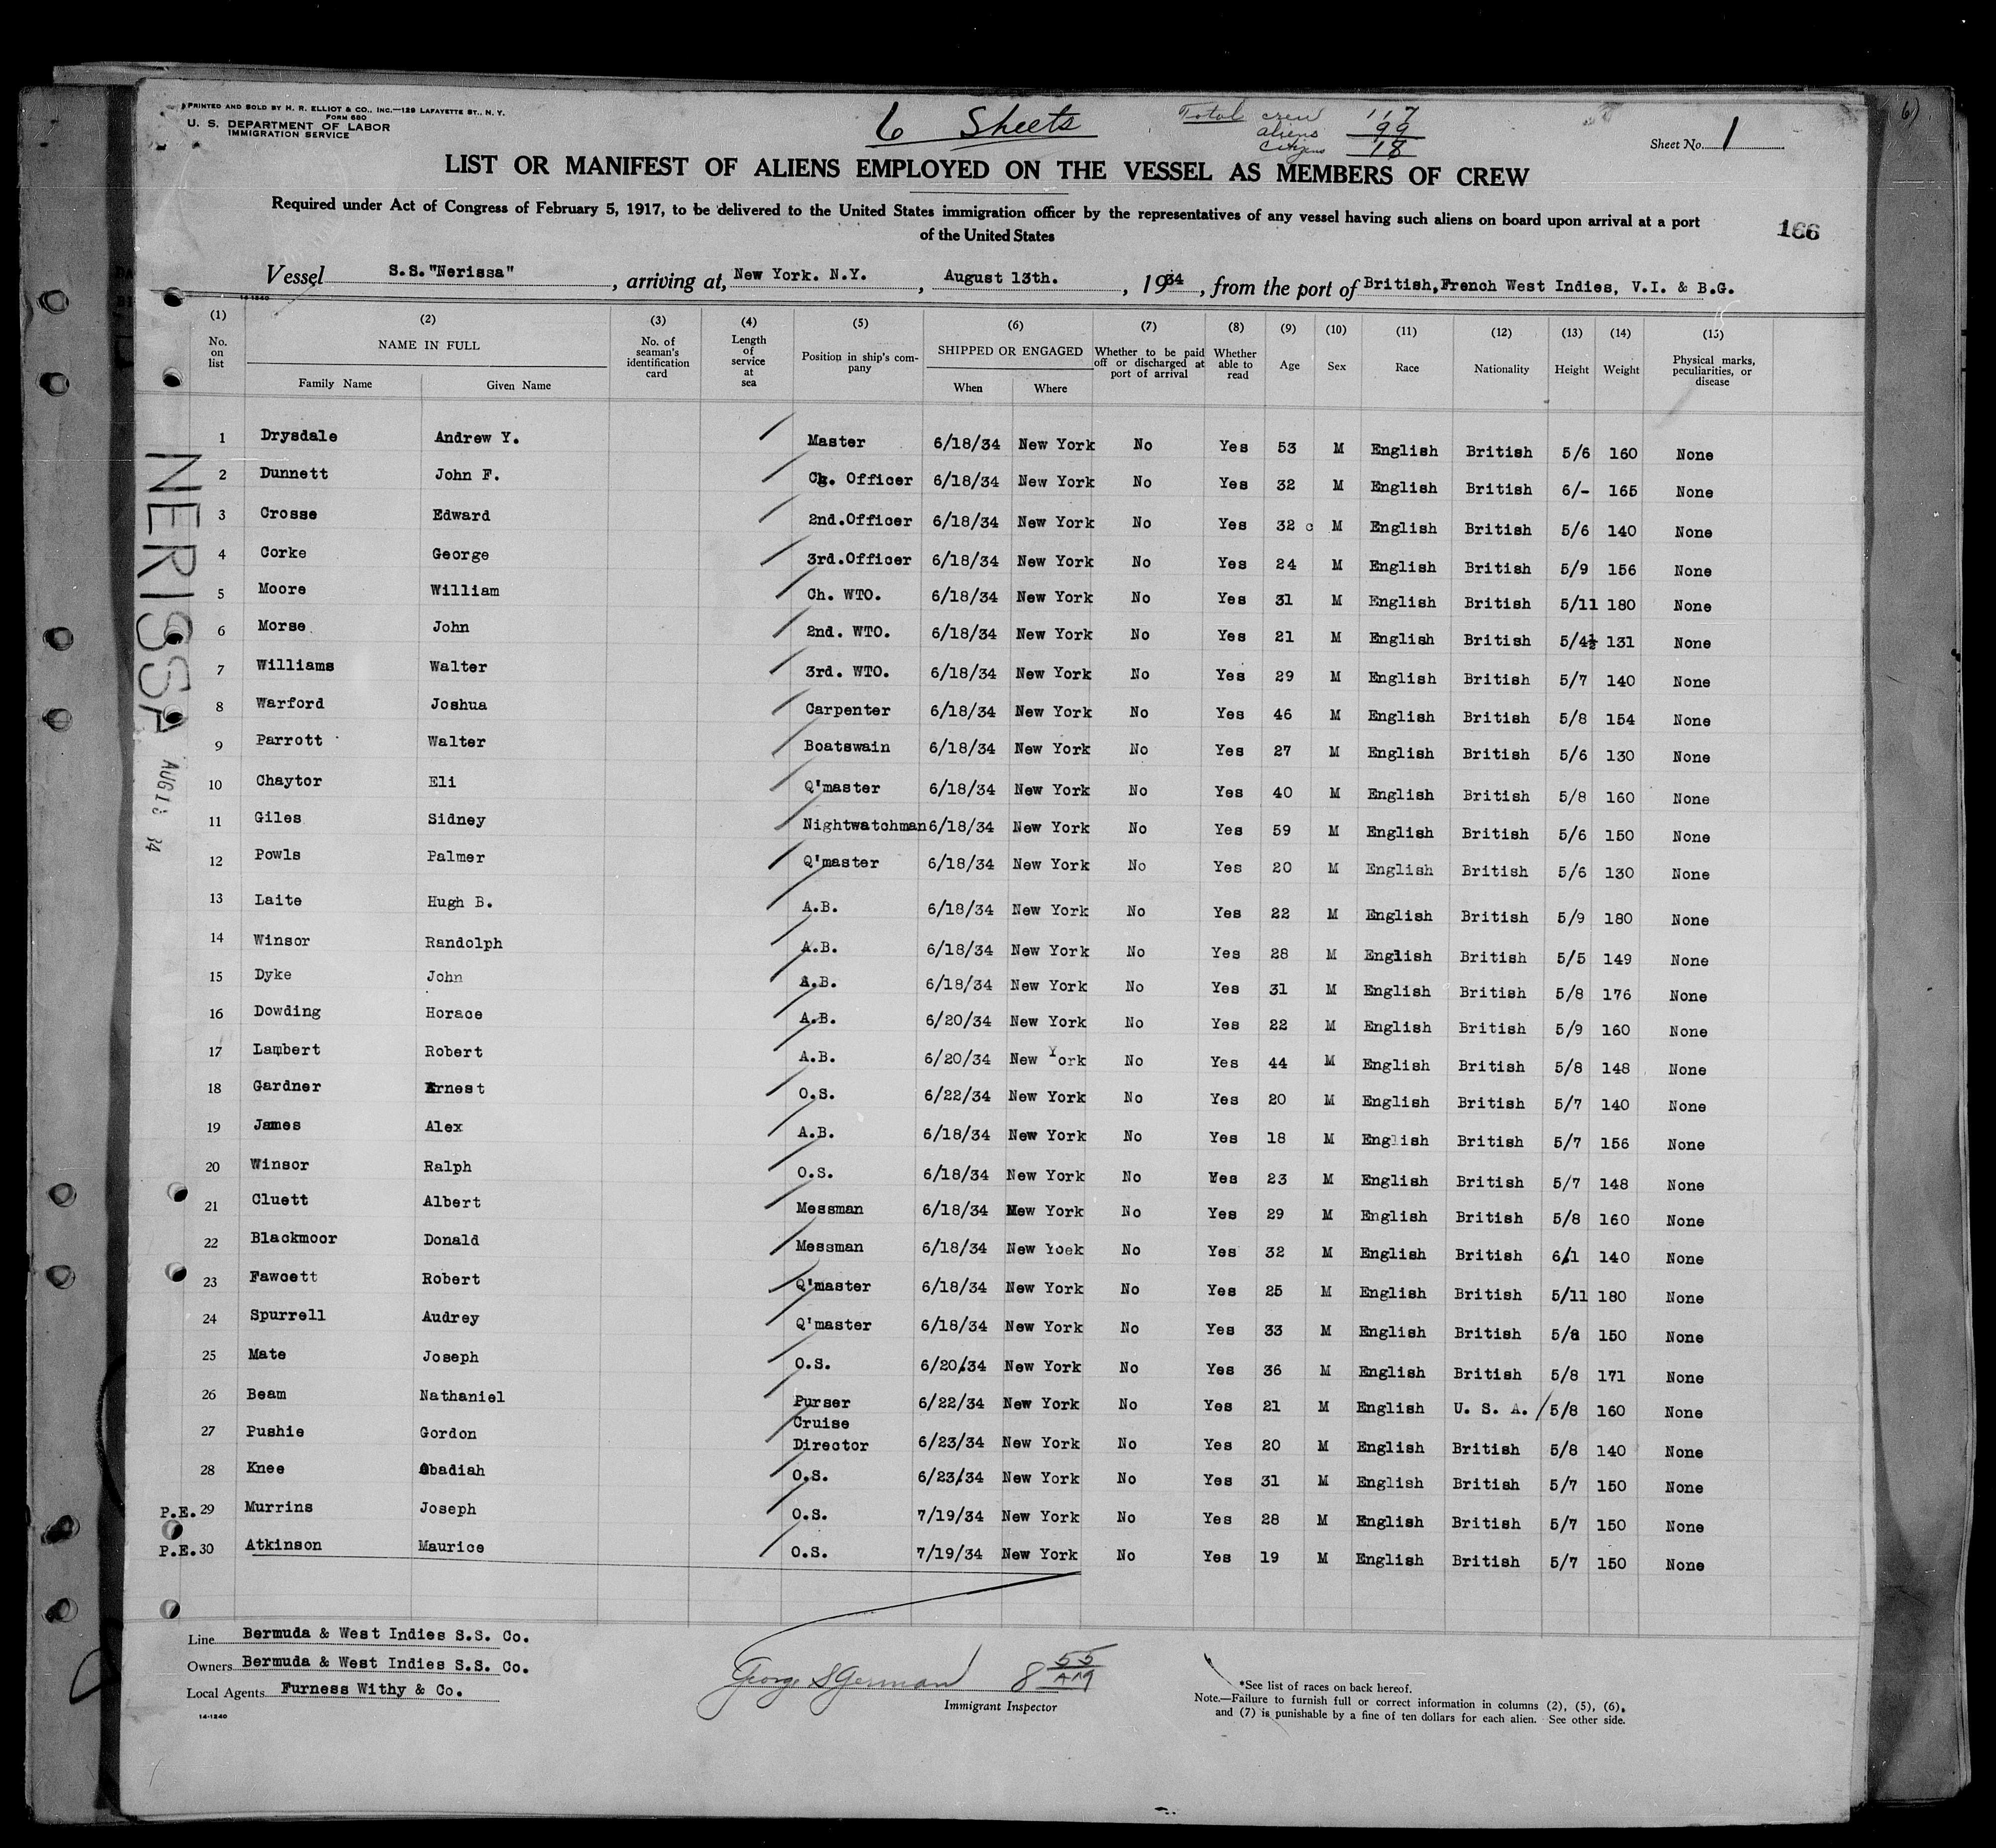 PRINTED AND SOLD BY H. R. ELLIOT & CO., INC.—129 LAFAYETTE ST., N. Y.
FORM 680
U. S. DEPARTMENT OF LABOR
IMMIGRATION SERVICE
6 Sheets
Total crew 117
aliens 99
Citizens 18
Sheet No. 1
LIST OR MANIFEST OF ALIENS EMPLOYED ON THE VESSEL AS MEMBERS OF CREW
Required under Act of Congress of February 5, 1917, to be delivered to the United States immigration officer by the representatives of any vessel having such aliens on board upon arrival at a port
of the United States
166
Vessel S.S."Nerissa", arriving at, New York. N.Y., August 13th., 1934, from the port of British,French West Indies, V.I. & B.G.
14-1240
(1) (2) (3) (4) (5) (6) (7) (8) (9) (10) (11) (12) (13) (14) (15)
No. on list NAME IN FULL Family Name Given Name No. of seaman's identification card Length of service at sea Position in ship's company SHIPPED OR ENGAGED When Where Whether to be paid off or discharged at port of arrival Whether able to read Age Sex Race Nationality Height Weight Physical marks, peculiarities, or disease
1 Drysdale Andrew Y. Master 6/18/34 New York No Yes 53 M English British 5/6 160 None
2 Dunnett John F. Ch. Officer 6/18/34 New York No Yes 32 M English British 6/- 165 None
3 Crosse Edward 2nd.Officer 6/18/34 New York No Yes 32 c M English British 5/6 140 None
4 Corke George 3rd.Officer 6/18/34 New York No Yes 24 M English British 5/9 156 None
5 Moore William Ch. WTO. 6/18/34 New York No Yes 31 M English British 5/11 180 None
6 Morse John 2nd. WTO. 6/18/34 New York No Yes 21 M English British 5/4½ 131 None
7 Williams Walter 3rd. WTO. 6/18/34 New York No Yes 29 M English British 5/7 140 None
8 Warford Joshua Carpenter 6/18/34 New York No Yes 46 M English British 5/8 154 None
9 Parrott Walter Boatswain 6/18/34 New York No Yes 27 M English British 5/6 130 None
10 Chaytor Eli Q'master 6/18/34 New York No Yes 40 M English British 5/8 160 None
11 Giles Sidney Nightwatchman 6/18/34 New York No Yes 59 M English British 5/6 150 None
12 Powls Palmer Q'master 6/18/34 New York No Yes 20 M English British 5/6 130 None
13 Laite Hugh B. A.B. 6/18/34 New York No Yes 22 M English British 5/9 180 None
14 Winsor Randolph A.B. 6/18/34 New York No Yes 28 M English British 5/5 149 None
15 Dyke John A.B. 6/18/34 New York No Yes 31 M English British 5/8 176 None
16 Dowding Horace A.B. 6/20/34 New York No Yes 22 M English British 5/9 160 None
17 Lambert Robert A.B. 6/20/34 New York No Yes 44 M English British 5/8 148 None
18 Gardner Ernest O.S. 6/22/34 New York No Yes 20 M English British 5/7 140 None
19 James Alex A.B. 6/18/34 New York No Yes 18 M English British 5/7 156 None
20 Winsor Ralph O.S. 6/18/34 New York No Yes 23 M English British 5/7 148 None
21 Cluett Albert Messman 6/18/34 New York No Yes 29 M English British 5/8 160 None
22 Blackmoor Donald Messman 6/18/34 New Yoek No Yes 32 M English British 6/1 140 None
23 Fawcett Robert Q'master 6/18/34 New York No Yes 25 M English British 5/11 180 None
24 Spurrell Audrey Q'master 6/18/34 New York No Yes 33 M English British 5/8 150 None
25 Mate Joseph O.S. 6/20/34 New York No Yes 36 M English British 5/8 171 None
26 Beam Nathaniel Purser 6/22/34 New York No Yes 21 M English U. S. A. 5/8 160 None
27 Pushie Gordon Cruise Director 6/23/34 New York No Yes 20 M English British 5/8 140 None
28 Knee Obadiah O.S. 6/23/34 New York No Yes 31 M English British 5/7 150 None
P.E. 29 Murrins Joseph O.S. 7/19/34 New York No Yes 28 M English British 5/7 150 None
P.E. 30 Atkinson Maurice O.S. 7/19/34 New York No Yes 19 M English British 5/7 150 None
NERISSA
AUG 13 34
Line Bermuda & West Indies S.S. Co.
Owners Bermuda & West Indies S.S. Co.
Local Agents Furness Withy & Co.
14-1240
George S German 8 55 AM
Immigrant Inspector
*See list of races on back hereof.
Note.—Failure to furnish full or correct information in columns (2), (5), (6),
and (7) is punishable by a fine of ten dollars for each alien. See other side.